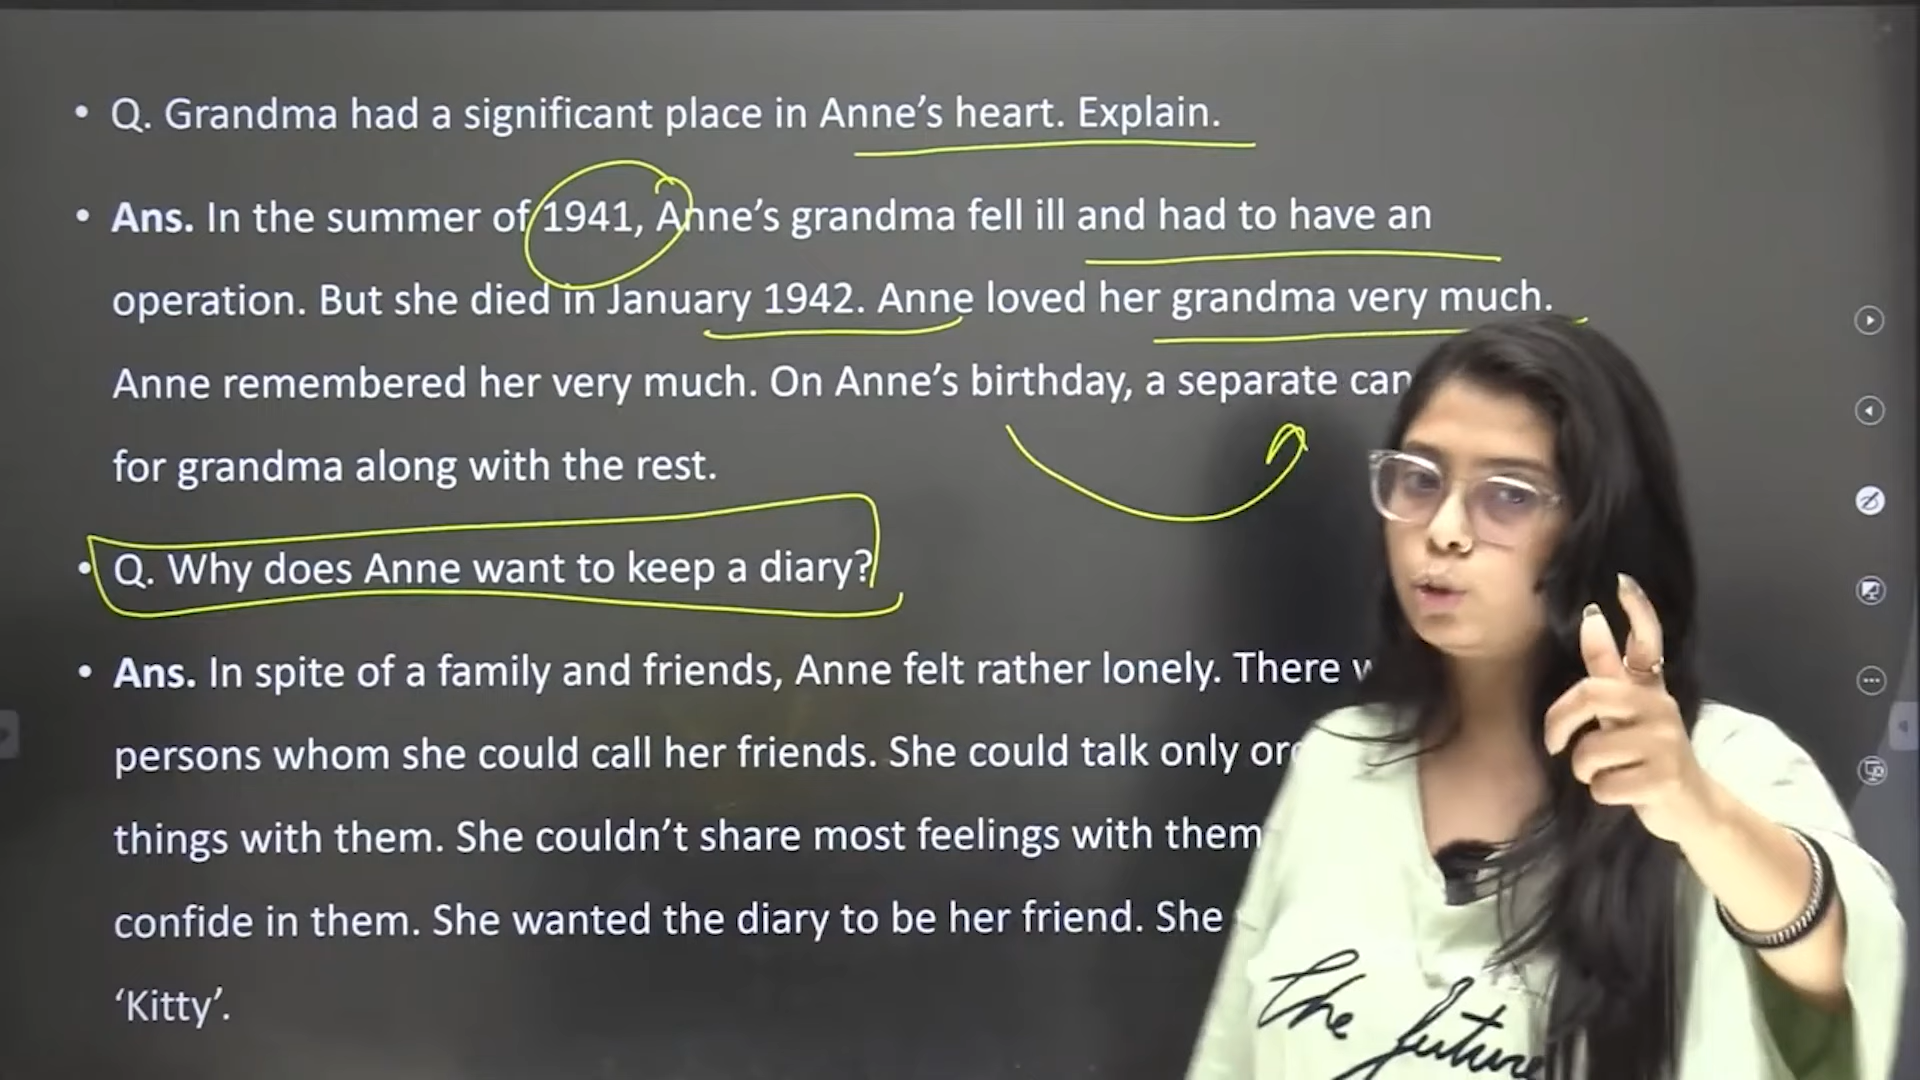 • Q. Grandma had a significant place in Anne’s heart. Explain.
• Ans. In the summer of 1941, Anne’s grandma fell ill and had to have an
operation. But she died in January 1942. Anne loved her grandma very much.
Anne remembered her very much. On Anne’s birthday, a separate
for grandma along with the rest.
• Q. Why does Anne want to keep a diary?
• Ans. In spite of a family and friends, Anne felt rather lonely. There
persons whom she could call her friends. She could talk only
things with them. She couldn’t share most feelings with them
confide in them. She wanted the diary to be her friend. She
‘Kitty’.
the future